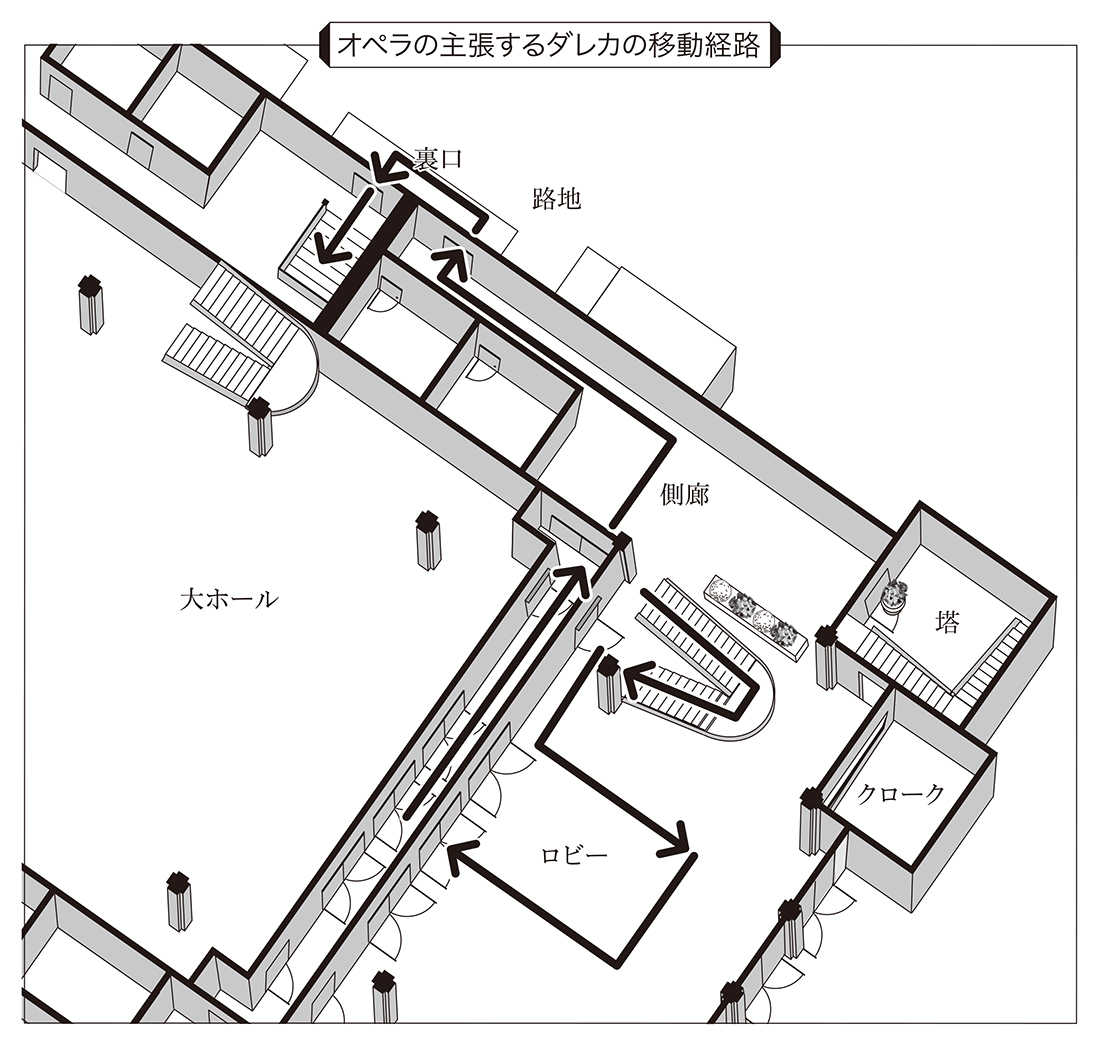 オペラの主張するダレカの移動経路
裏口
路地
側廊
大ホール
塔
クローク
ロビー